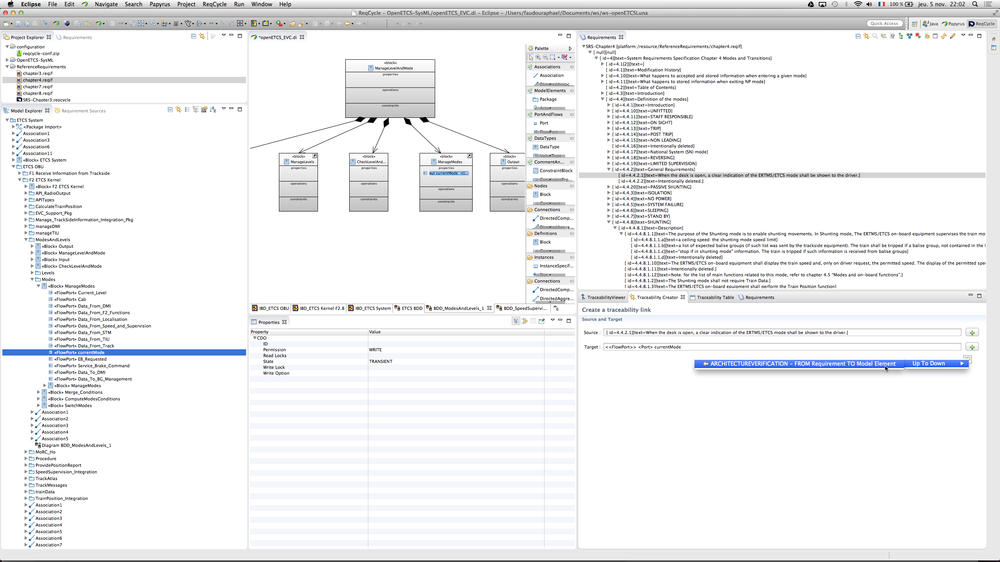 Eclipse File Edit Navigate Search Papyrus Project ReqCycle Run Window Help
100 % jeu. 5 nov. 22:02
ReqCycle – OpenETCS-SysML/openETCS_EVC.di – Eclipse – /Users/faudouraphael/Documents/ws/ws-openETCSLuna
Quick Access
Java
Papyrus
ReqCycle
Project Explorer
Requirements
configuration
reqcycle-conf.zip
OpenETCS-SysML
ReferenceRequirements
chapter3.reqif
chapter4.reqif
chapter7.reqif
chapter8.reqif
SRS-Chapter3.reqcycle
Model Explorer
Requirement Sources
ETCS System
<Package Import>
Association1
Association3
Association6
Association11
«Block» ETCS System
ETCS OBU
F1 Receive Information from Trackside
F2 ETCS Kernel
«Block» F2 ETCS Kernel
API_RadioOutput
APITypes
CalculateTrainPosition
EVC_Support_Pkg
Manage_TrackSideInformation_Integration_Pkg
manageDMI
manageTIU
ModesAndLevels
«Block» Output
«Block» ManageLevelAndMode
«Block» Input
«Block» CheckLevelAndMode
Levels
Modes
«Block» ManageModes
«FlowPort» Current_Level
«FlowPort» Cab
«FlowPort» Data_From_DMI
«FlowPort» Data_From_F2_Functions
«FlowPort» Data_From_Localisation
«FlowPort» Data_From_Speed_and_Supervision
«FlowPort» Data_From_STM
«FlowPort» Data_From_TIU
«FlowPort» Data_From_Track
«FlowPort» currentMode
«FlowPort» EB_Requested
«FlowPort» Service_Brake_Command
«FlowPort» Data_To_DMI
«FlowPort» Data_To_BG_Management
«Block» ManageModes
«Block» Merge_Conditions
«Block» ComputeModesConditions
«Block» SwitchModes
Association1
Association2
Association3
Association4
Association5
Diagram BDD_ModesAndLevels_1
MoRC_Ho
Procedure
ProvidePositionReport
SpeedSupervision_Integration
TrackAtlas
TrackMessages
trainData
TrainPosition_Integration
Association1
Association2
Association3
Association4
Association5
Association6
Association7
*openETCS_EVC.di
«block»
ManageLevelAndMode
properties
operations
constraints
«block»
ManageLevels
properties
operations
constraints
«block»
CheckLevelAnd...
properties
operations
constraints
«block»
ManageModes
properties
out currentMode: <U...
operations
constraints
«block»
Output
properties
operations
constraints
Palette
Associations
Association
DirectedAssoc...
ModelElements
Package
Actor
PortAndFlows
Port
FlowPort
DataTypes
DataType
ValueType
CommentAn...
ConstraintBlock
ConstraintPro...
Nodes
Block
Comment
Connections
DirectedComp...
DirectedAggre...
Definitions
Block
Comment
Instances
InstanceSpecif...
Slot
Connections
DirectedComp...
DirectedAggre...
IBD_ETCS OBU
IBD_ETCS Kernel F2.8
IBD_ETCS System
ETCS BDD
BDD_ModesAndLevels_1
BDD_SpeedSupervi...
»6
Properties
Property Value
CDO
ID
Permission WRITE
Read Locks
State TRANSIENT
Write Lock
Write Option
Requirements
SRS-Chapter4 [platform:/resource/ReferenceRequirements/chapter4.reqif]
[ null][null]
[ id=4][text=System Requirements Specification Chapter 4 Modes and Transitions]
[ id=4.1[2]][text=]
[ id=4.1][text=Modification History]
[ id=4.10][text=What happens to accepted and stored information when entering a given mode]
[ id=4.11][text=What happens to stored information when exiting NP mode]
[ id=4.2][text=Table of Contents]
[ id=4.3][text=Introduction]
[ id=4.4][text=Definition of the modes]
[ id=4.4.1][text=Introduction]
[ id=4.4.10][text=UNFITTED]
[ id=4.4.11][text=STAFF RESPONSIBLE]
[ id=4.4.12][text=ON SIGHT]
[ id=4.4.13][text=TRIP]
[ id=4.4.14][text=POST TRIP]
[ id=4.4.15][text=NON LEADING]
[ id=4.4.16][text=Intentionally deleted]
[ id=4.4.17][text=National System (SN) mode]
[ id=4.4.18][text=REVERSING]
[ id=4.4.19][text=LIMITED SUPERVISION]
[ id=4.4.2][text=General Requirements]
[ id=4.4.2.1][text=When the desk is open, a clear indication of the ERTMS/ETCS mode shall be shown to the driver.]
[ id=4.4.2.2][text=Intentionally deleted.]
[ id=4.4.20][text=PASSIVE SHUNTING]
[ id=4.4.3][text=ISOLATION]
[ id=4.4.4][text=NO POWER]
[ id=4.4.5][text=SYSTEM FAILURE]
[ id=4.4.6][text=SLEEPING]
[ id=4.4.7][text=STAND BY]
[ id=4.4.8][text=SHUNTING]
[ id=4.4.8.1][text=Description]
[ id=4.4.8.1.1][text=The purpose of the Shunting mode is to enable shunting movements. In Shunting mode, The ERTMS/ETCS on-board equipment supervises the train mo
[ id=4.4.8.1.1.a][text=a ceiling speed: the shunting mode speed limit]
[ id=4.4.8.1.1.b][text=a list of expected balise groups (if such list was sent by the trackside equipment). The train shall be tripped if a balise group, not contained in the l
[ id=4.4.8.1.1.c][text="stop if in shunting mode" information. The train is tripped if such information is received from balise groups]
[ id=4.4.8.1.1.d][text=Intentionally deleted]
[ id=4.4.8.1.10][text=The ERTMS/ETCS on-board equipment shall display the train speed and, only on driver request, the permitted speed. The display of the permitted spe
[ id=4.4.8.1.11][text=Intentionally deleted.]
[ id=4.4.8.1.12][text=Note: for the list of main functions related to this mode, refer to chapter 4.5 "Modes and on-board functions".]
[ id=4.4.8.1.2][text=The Shunting mode shall not require Train Data.]
[ id=4.4.8.1.3][text=The ERTMS/ETCS on-board equipment shall perform the Train Position function]
TraceabilityViewer
Traceability Creator
Traceability Table
Requirements
Create a traceability link
Source and Target
Source : [ id=4.4.2.1][text=When the desk is open, a clear indication of the ERTMS/ETCS mode shall be shown to the driver.]
Target : <<FlowPort>> <Port> currentMode
ARCHITECTUREVERIFICATION – FROM Requirement TO Model Element
Up To Down